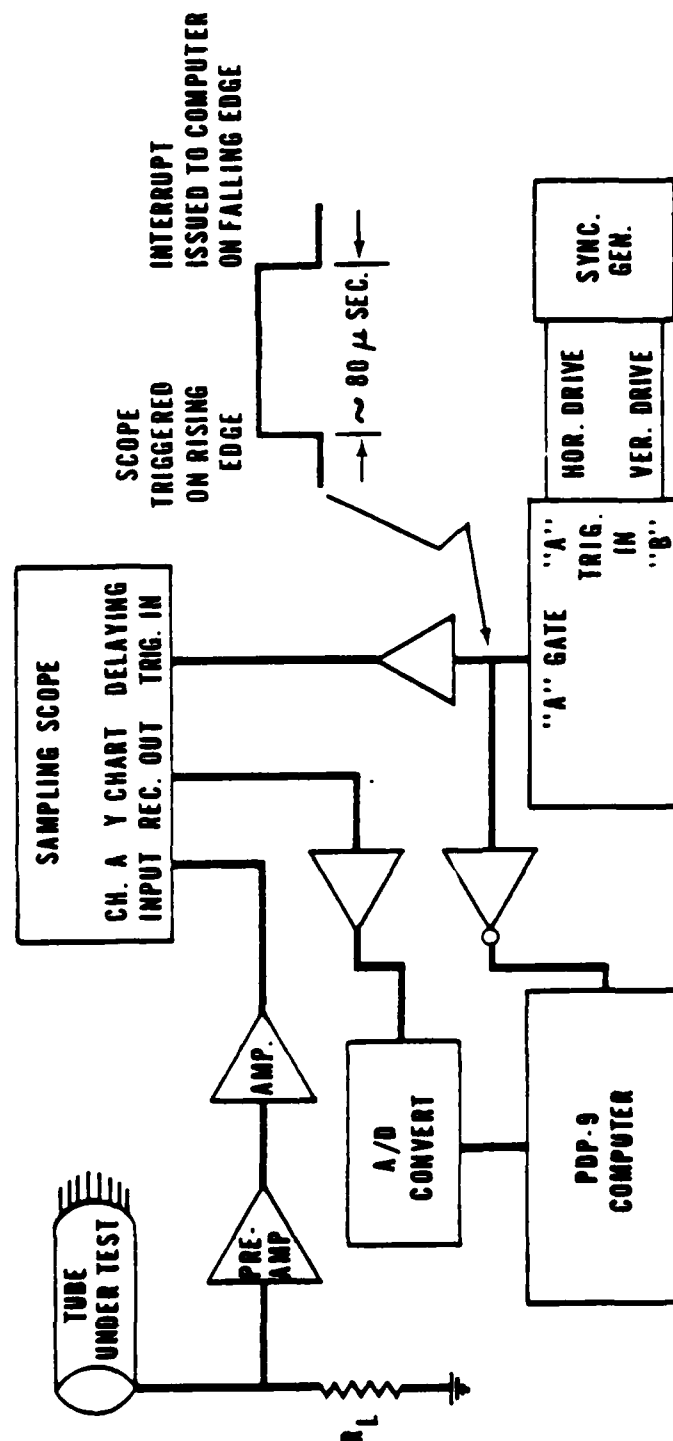 TUBE
UNDER TEST
R_L
PRE-
AMP
AMP.
SAMPLING SCOPE
CH. A Y CHART DELAYING
INPUT REC. OUT TRIG. IN
SCOPE
TRIGGERED
ON RISING
EDGE
INTERRUPT
ISSUED TO COMPUTER
ON FALLING EDGE
~ 80 μ SEC.
A/D
CONVERT
PDP-9
COMPUTER
"A" GATE
"A"
TRIG.
IN
"B"
HOR. DRIVE
VER. DRIVE
SYNC.
GEN.